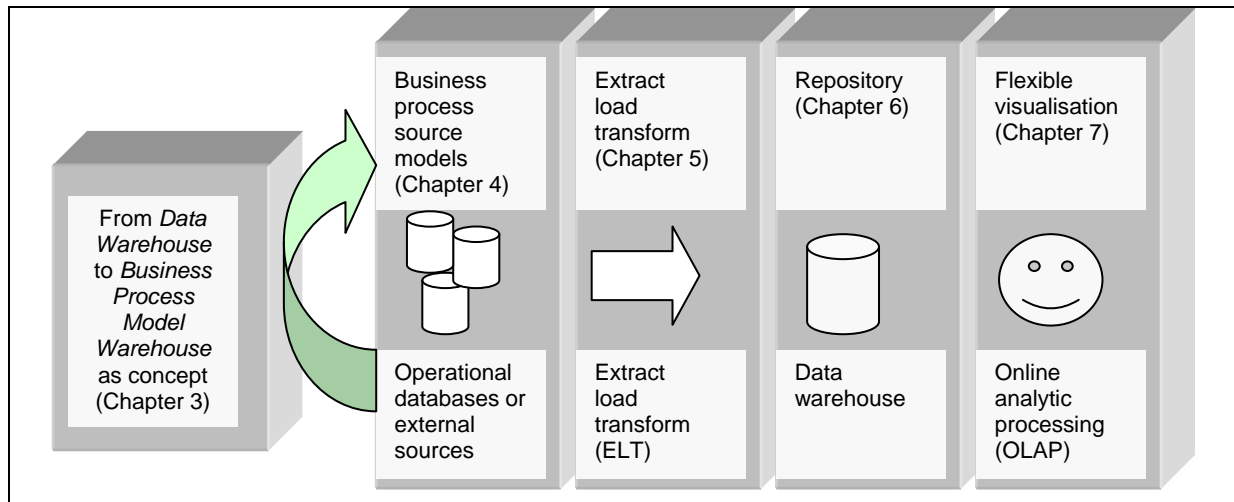 From Data
Warehouse
to Business
Process
Model
Warehouse
as concept
(Chapter 3)
Business
process
source
models
(Chapter 4)
Operational
databases or
external
sources
Extract
load
transform
(Chapter 5)
Extract
load
transform
(ELT)
Repository
(Chapter 6)
Data
warehouse
Flexible
visualisation
(Chapter 7)
Online
analytic
processing
(OLAP)